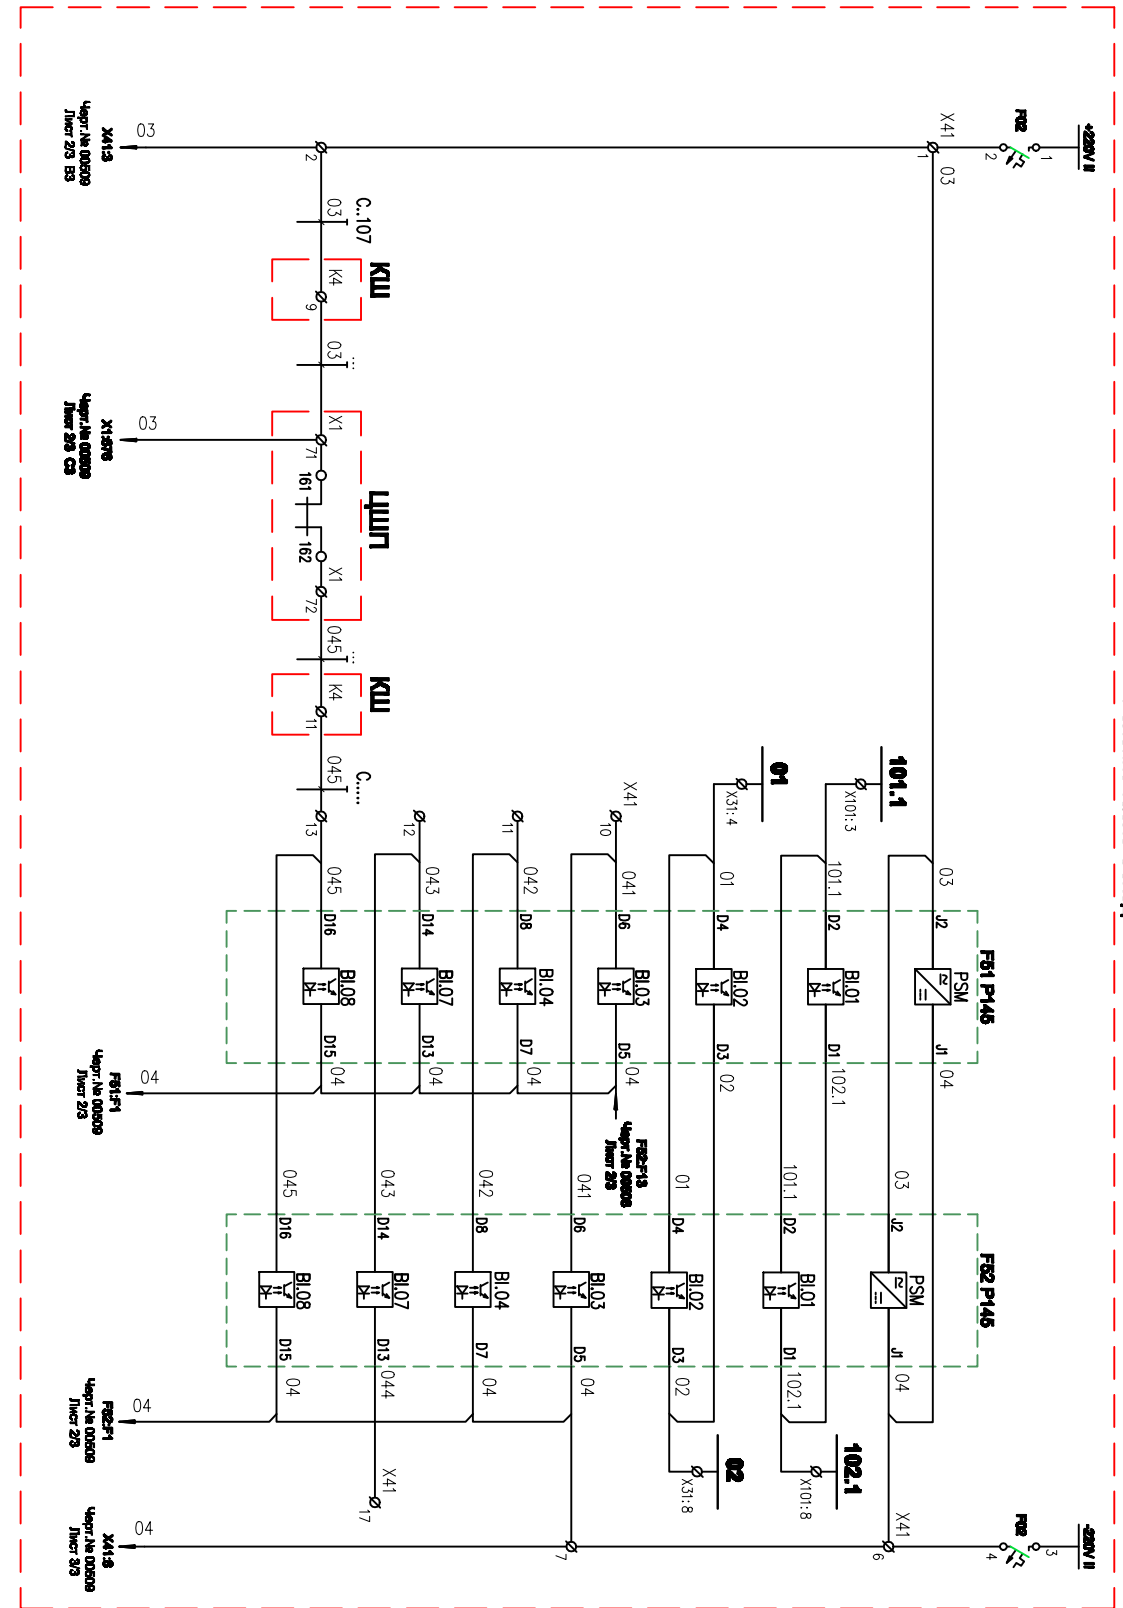 +220V II
-220V II
F02
1
2
F02
3
4
X41
1
03
X41
6
F51 P145
F52 P145
03
J2
PSM
J1
04
03
J2
PSM
J1
04
101.1
X101:3
101.1
D2
BI.01
D1
102.1
101.1
D2
BI.01
D1
102.1
102.1
X101:8
01
X31:4
01
D4
BI.02
D3
02
01
D4
BI.02
D3
02
02
X31:8
X41
10
041
D6
BI.03
D5
04
F52:F13
Черт.№ 00509
Лист 2/3
041
D6
BI.03
D5
04
7
11
042
D8
BI.04
D7
04
042
D8
BI.04
D7
04
12
043
D14
BI.07
D13
04
043
D14
BI.07
D13
044
X41
17
2
C..107
03
КШ
K4
9
...
03
ЦШП
X1
71
161
162
X1
72
...
045
КШ
K4
11
C.....
045
13
045
D16
BI.08
D15
04
045
D16
BI.08
D15
04
03
X41:3
Черт.№ 00509
Лист 2/3 B3
03
X1:576
Черт.№ 00509
Лист 2/3 C3
04
F51:F1
Черт.№ 00509
Лист 2/3
04
F52:F1
Черт.№ 00509
Лист 2/3
04
X41:8
Черт.№ 00509
Лист 3/3